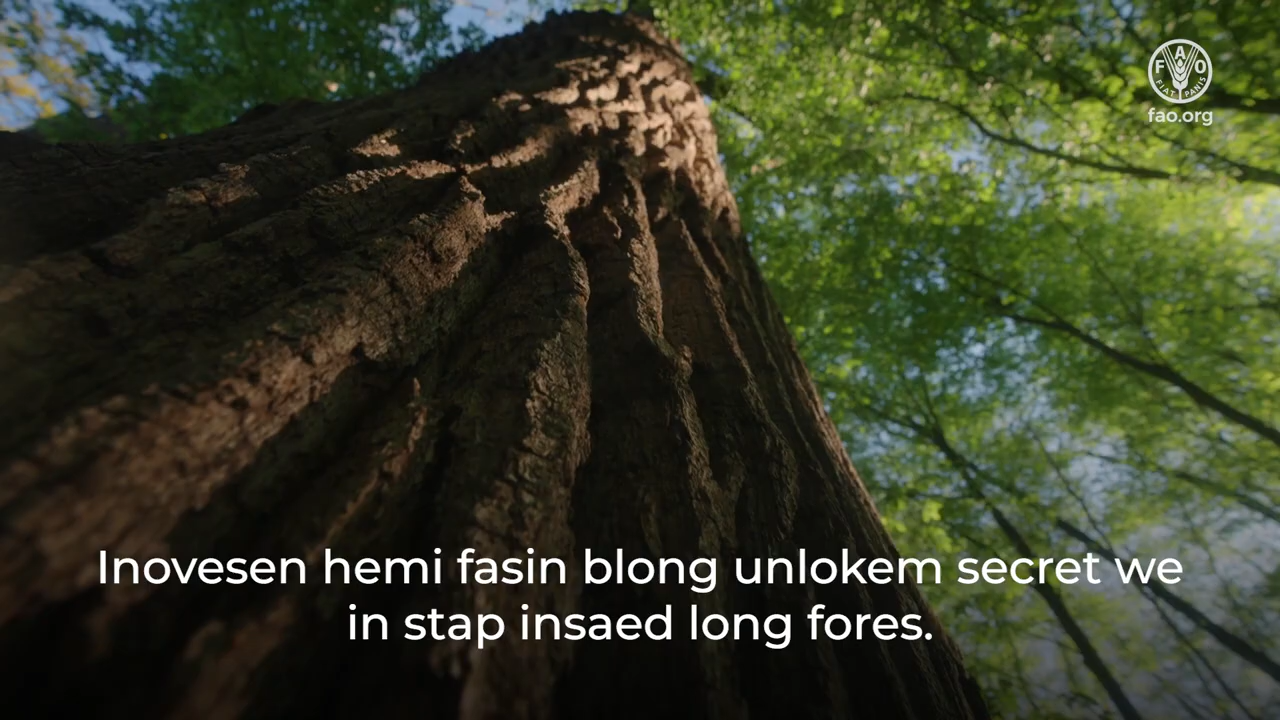 FAO
FIAT PANIS
fao.org
Inovesen hemi fasin blong unlokem secret we
in stap insaed long fores.